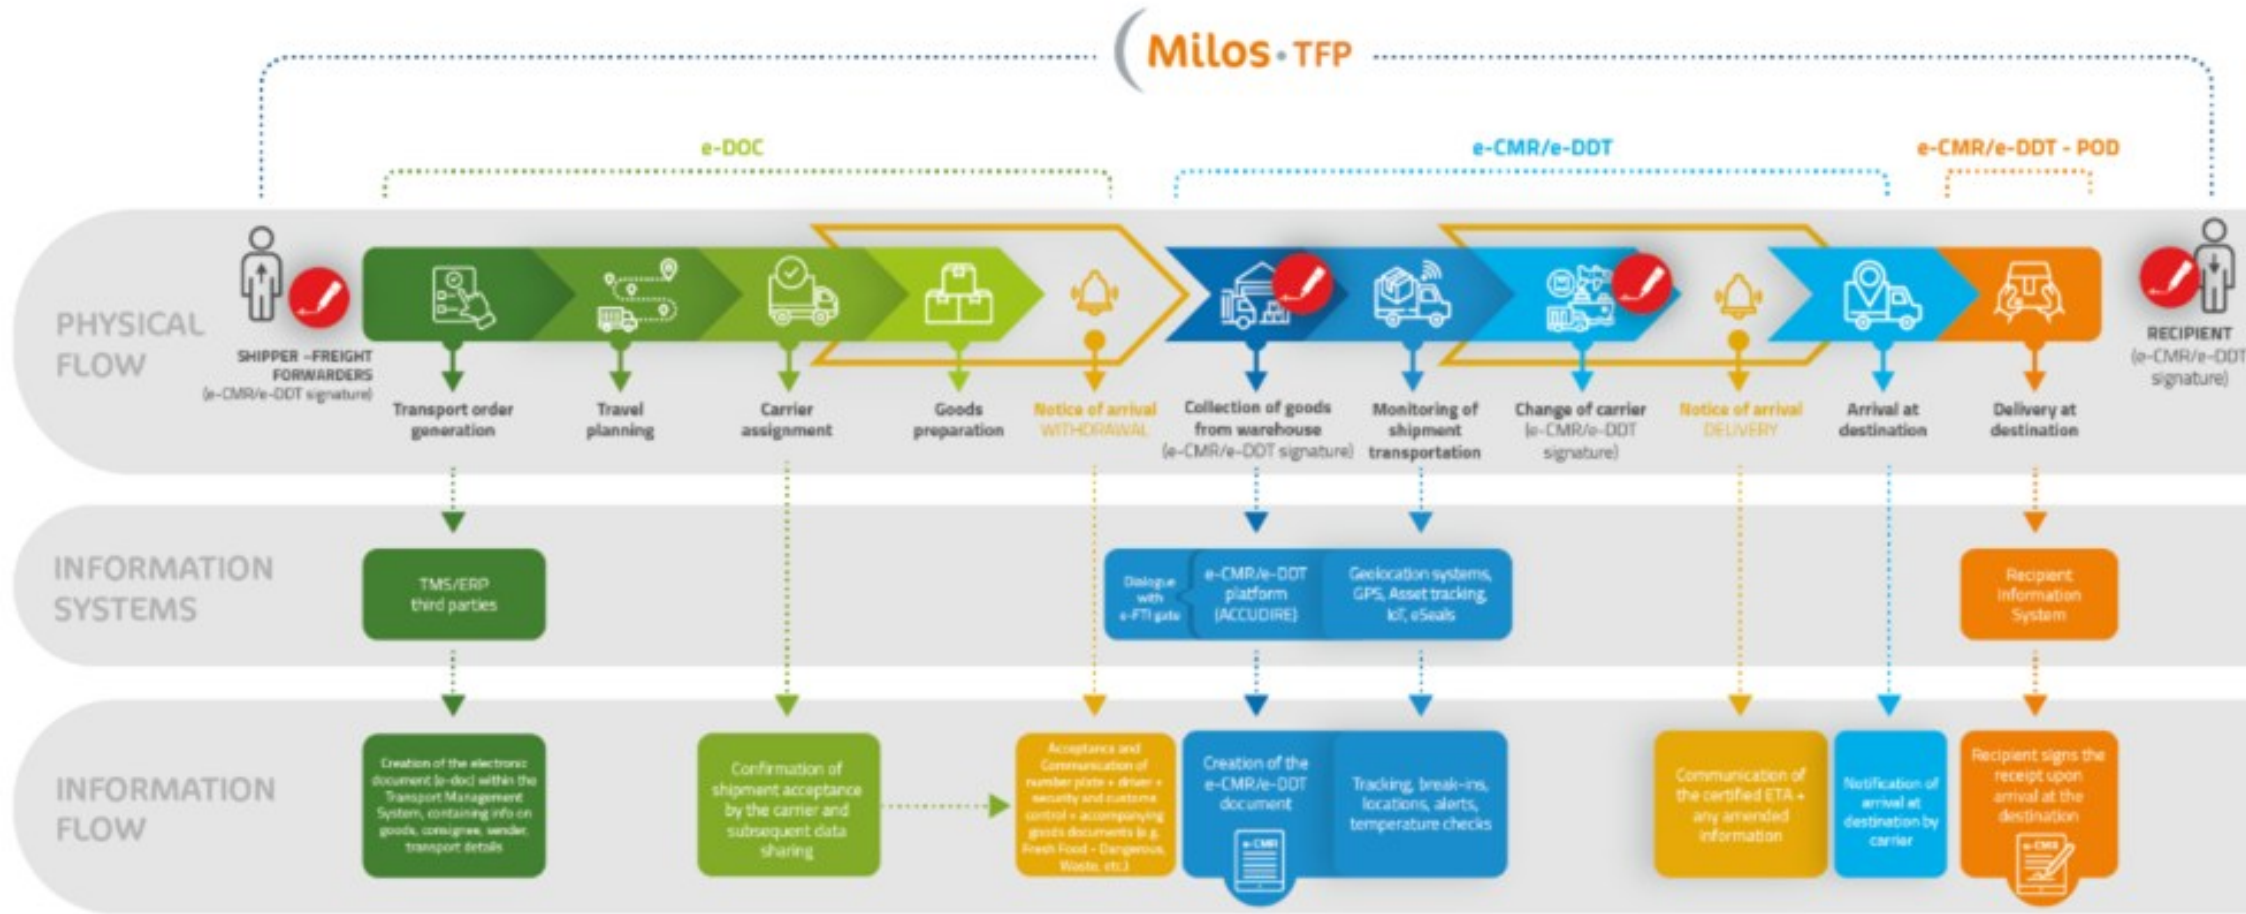 Milos • TFP
e-DOC
e-CMR/e-DDT
e-CMR/e-DDT - POD
PHYSICAL
FLOW
SHIPPER –FREIGHT
FORWARDERS
(e-CMR/e-DDT signature)
Transport order
generation
Travel
planning
Carrier
assignment
Goods
preparation
Notice of arrival
WITHDRAWAL
Collection of goods
from warehouse
(e-CMR/e-DDT signature)
Monitoring of
shipment
transportation
Change of carrier
(e-CMR/e-DDT
signature)
Notice of arrival
DELIVERY
Arrival at
destination
Delivery at
destination
RECIPIENT
(e-CMR/e-DDT
signature)
INFORMATION
SYSTEMS
TMS/ERP
third parties
Dialogue
with
e-FTI gate
e-CMR/e-DDT
platform
(ACCUDIRE)
Geolocation systems,
GPS, Asset tracking,
IoT, eSeals
Recipient
Information
System
INFORMATION
FLOW
Creation of the electronic
document (e-doc) within the
Transport Management
System, containing info on
goods, consignee, sender,
transport details
Confirmation of
shipment acceptance
by the carrier and
subsequent data
sharing
Acceptance and
Communication of
number plate + driver +
security and customs
control + accompanying
goods documents (e.g.
Fresh Food - Dangerous,
Waste, etc.)
Creation of the
e-CMR/e-DDT
document
e-CMR
Tracking, break-ins,
locations, alerts,
temperature checks
Communication of
the certified ETA +
any amended
information
Notification of
arrival at
destination by
carrier
Recipient signs the
receipt upon
arrival at the
destination
e-CMR